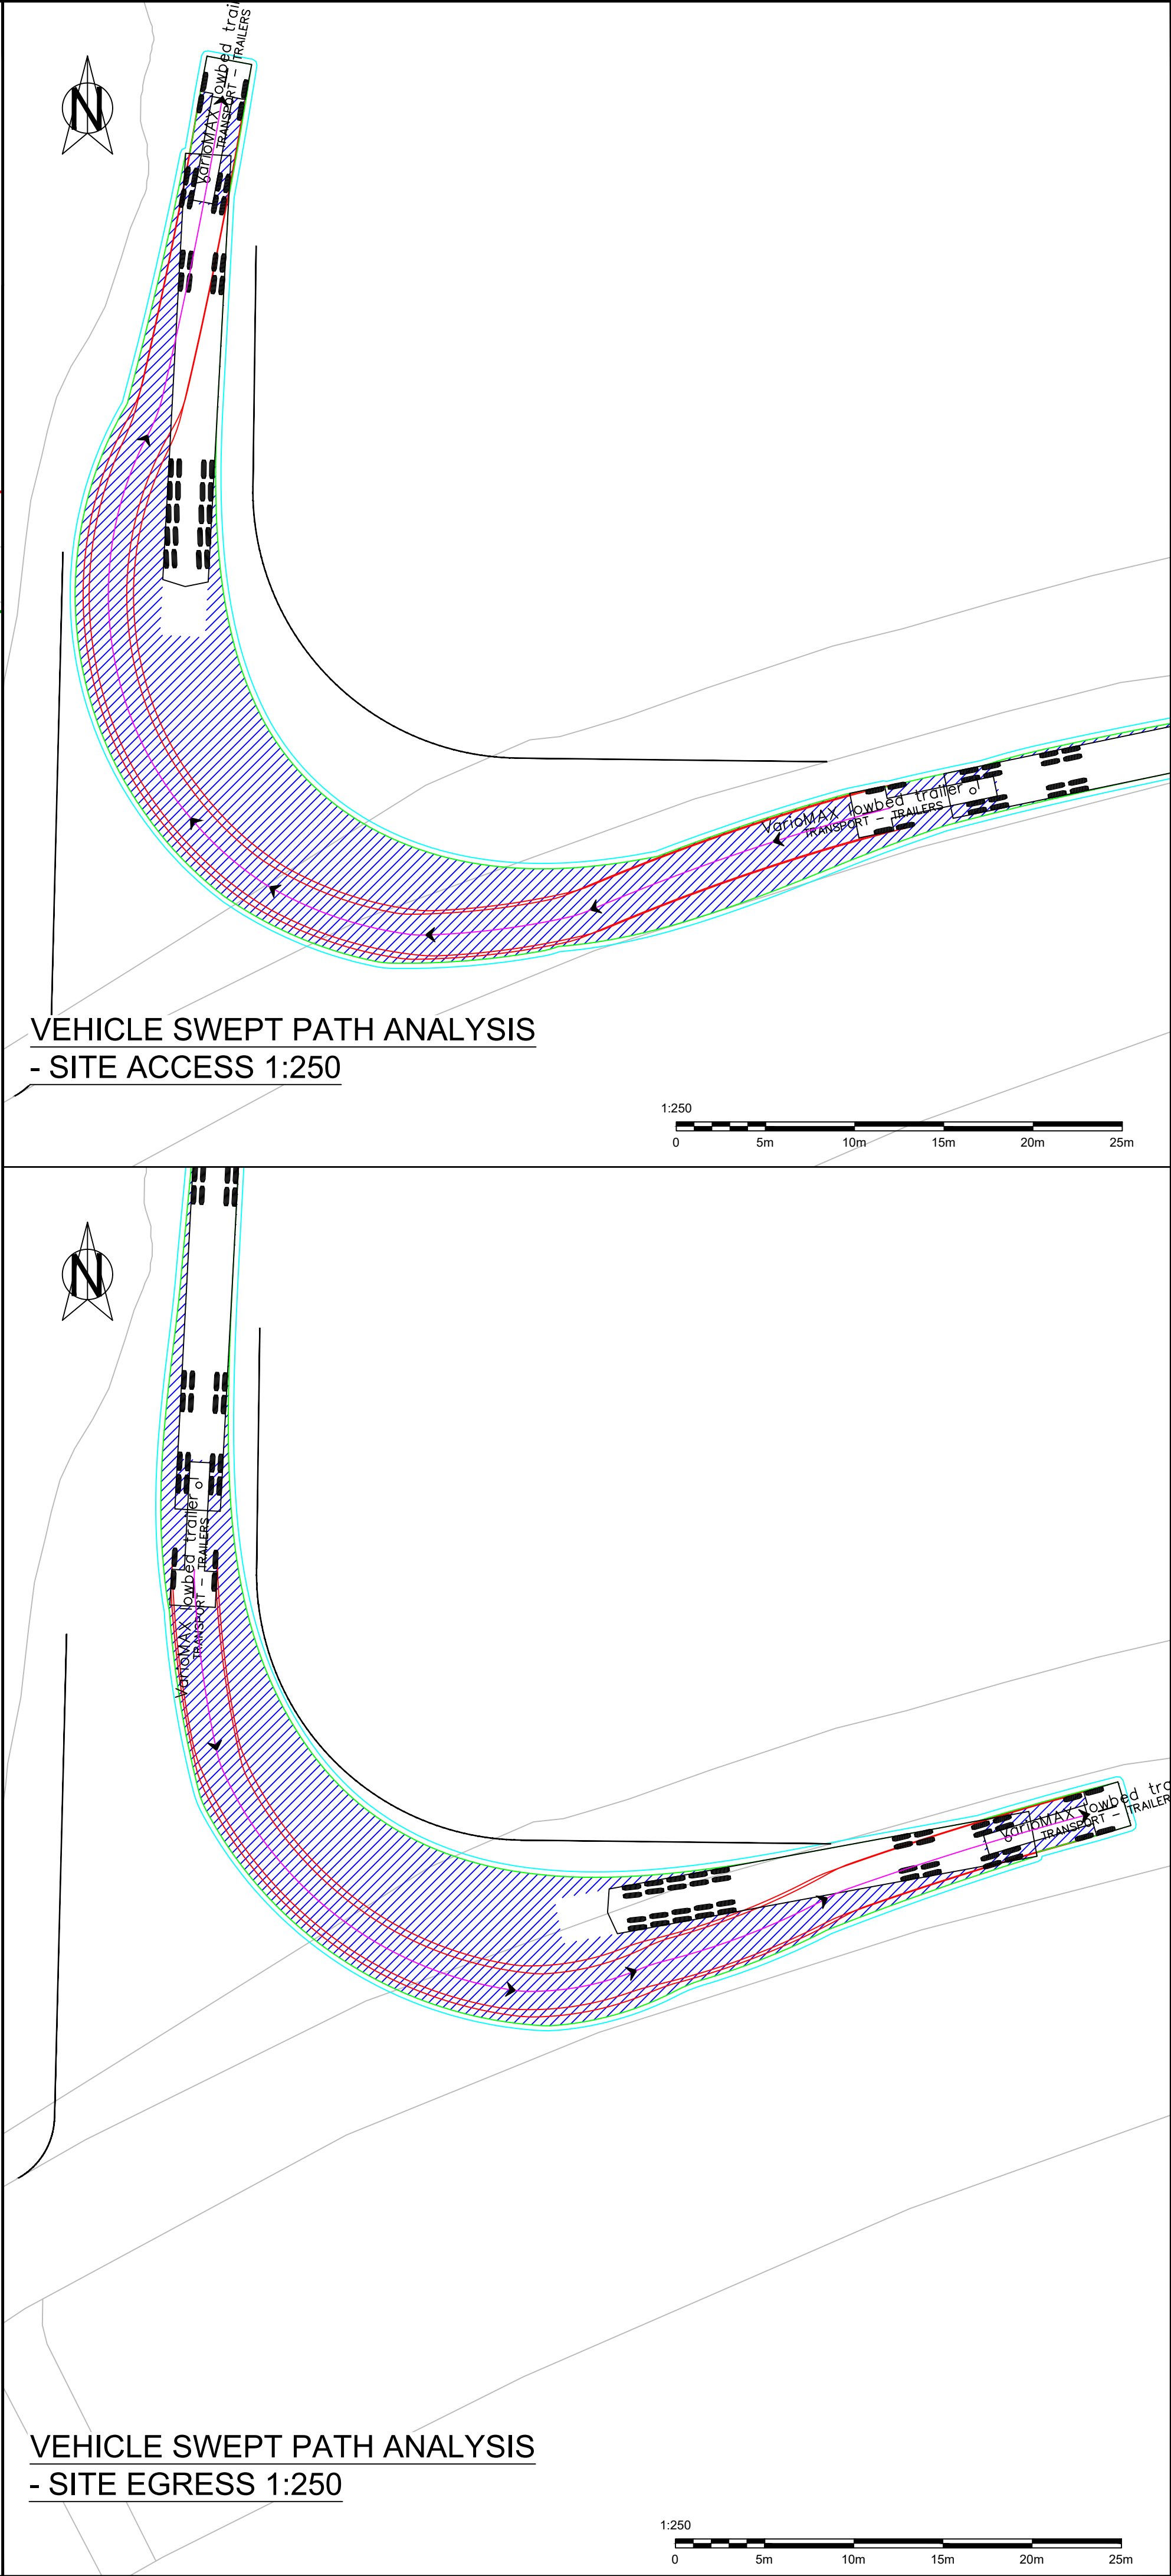 N
VarioMAX lowbed trai
TRANSPORT - TRAILERS
VarioMAX lowbed trailer
TRANSPORT - TRAILERS
VEHICLE SWEPT PATH ANALYSIS
- SITE ACCESS 1:250
1:250
0 5m 10m 15m 20m 25m
N
VarioMAX lowbed trailer
TRANSPORT - TRAILERS
VarioMAX lowbed tra
TRANSPORT - TRAILER
VEHICLE SWEPT PATH ANALYSIS
- SITE EGRESS 1:250
1:250
0 5m 10m 15m 20m 25m